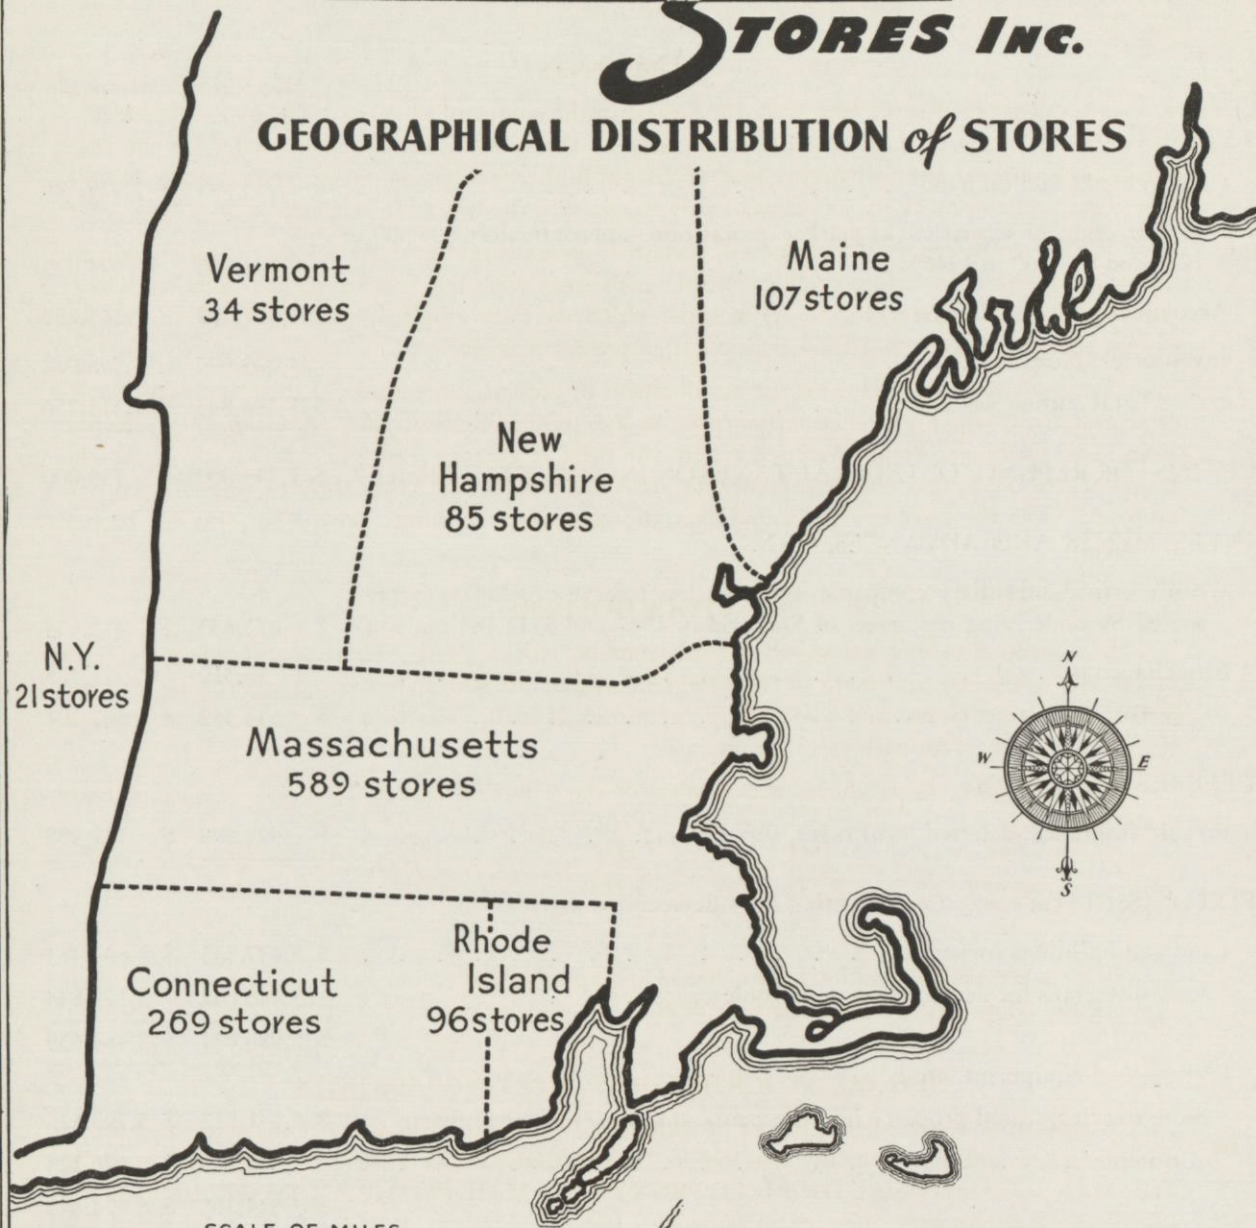 STORES INC.
GEOGRAPHICAL DISTRIBUTION of STORES
Vermont
34 stores
Maine
107 stores
New
Hampshire
85 stores
N.Y.
21 stores
Massachusetts
589 stores
Rhode
Island
96 stores
Connecticut
269 stores
N
W
E
S
SCALE OF MILES